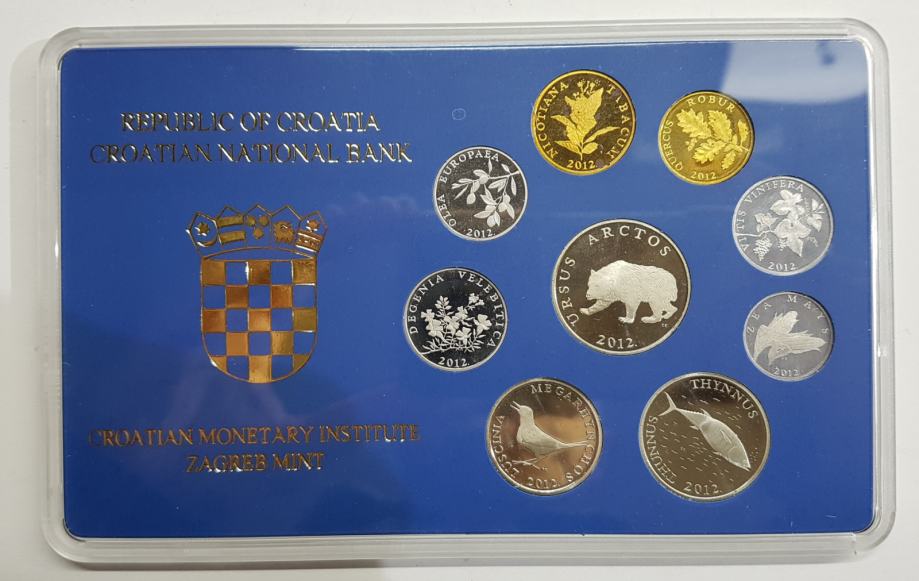 REPUBLIC OF CROATIA
CROATIAN NATIONAL BANK
CROATIAN MONETARY INSTITUTE
ZAGREB MINT
NICOTIANA TABACUM
2012.
QUERCUS ROBUR
2012.
OLEA EUROPAEA
2012.
VITIS VINIFERA
2012.
URSUS ARCTOS
2012.
DEGENIA VELEBITICA
2012.
ZEA MAYS
2012.
LUSCINIA MEGARHYNCHOS
2012.
THUNNUS THYNNUS
2012.